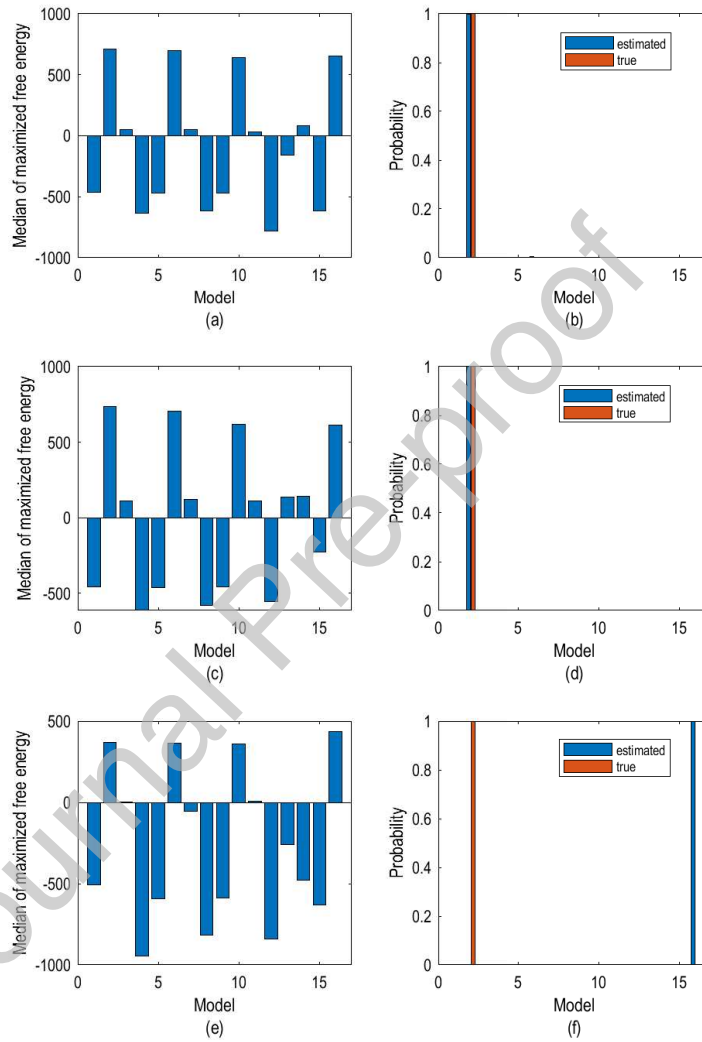 1000
500
0
-500
-1000
0 5 10 15
Median of maximized free energy
Model
(a)
1
0.8
0.6
0.4
0.2
0
0 5 10 15
Probability
estimated
true
Model
(b)
1000
500
0
-500
0 5 10 15
Median of maximized free energy
Model
(c)
1
0.8
0.6
0.4
0.2
0
0 5 10 15
Probability
estimated
true
Model
(d)
500
0
-500
-1000
0 5 10 15
Median of maximized free energy
Model
(e)
1
0.8
0.6
0.4
0.2
0
0 5 10 15
Probability
estimated
true
Model
(f)
ournal Pre-proof